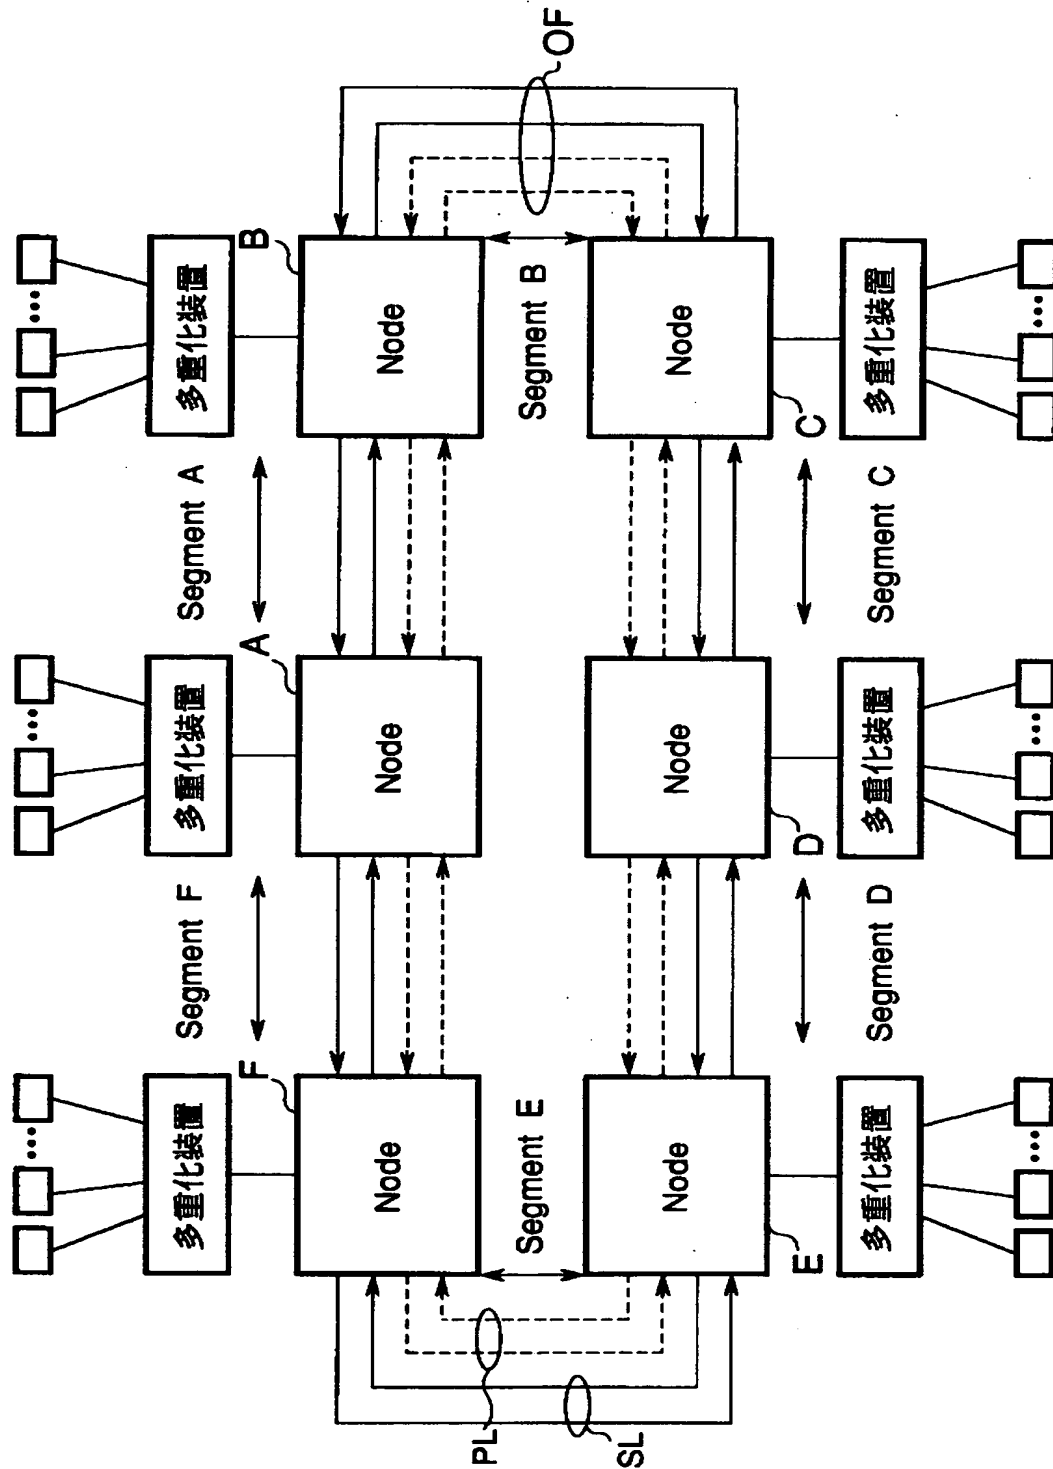 多重化装置
多重化装置
多重化装置
Segment F
Segment A
F
A
B
Node
Node
Node
PL
SL
Segment E
Segment B
OF
Node
Node
Node
E
D
C
Segment D
Segment C
多重化装置
多重化装置
多重化装置